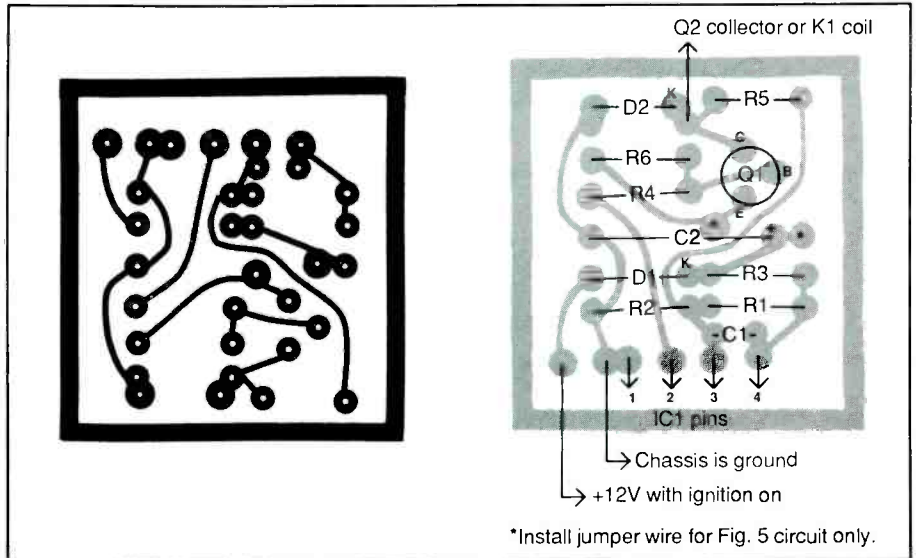 Q2 collector or K1 coil
D2 K R5
C
R6 Q1 B
R4
E
C2
K
D1 R3
R2 R1
-C1-
1 2 3 4
IC1 pins
Chassis is ground
+12V with ignition on
*Install jumper wire for Fig. 5 circuit only.